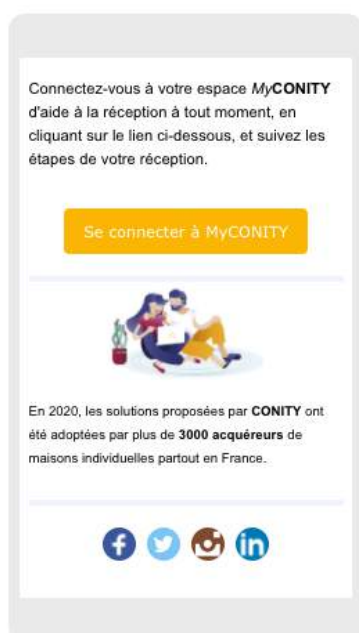 Connectez-vous à votre espace MyCONITY
d'aide à la réception à tout moment, en
cliquant sur le lien ci-dessous, et suivez les
étapes de votre réception.
Se connecter à MyCONITY
En 2020, les solutions proposées par CONITY ont
été adoptées par plus de 3000 acquéreurs de
maisons individuelles partout en France.